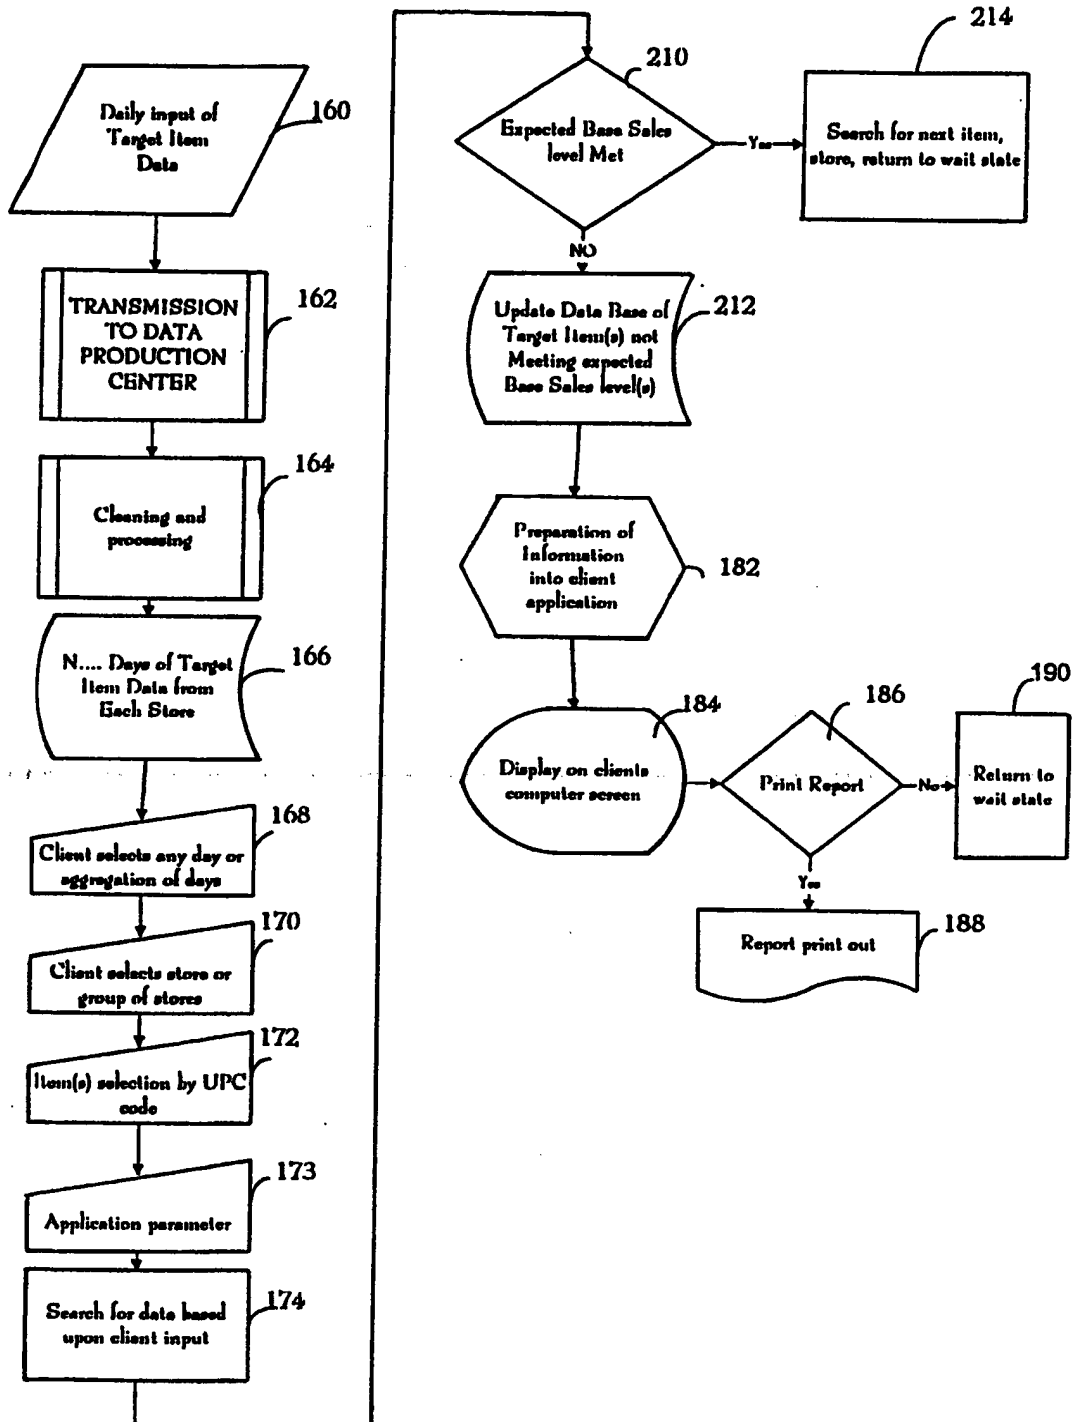 Daily input of
Target Item
Data
160
TRANSMISSION
TO DATA
PRODUCTION
CENTER
162
Cleaning and
processing
164
N.... Days of Target
Item Data from
Each Store
166
Client selects any day or
aggregation of days
168
Client selects store or
group of stores
170
Item(s) selection by UPC
code
172
Application parameter
173
Search for data based
upon client input
174
Expected Base Sales
level Met
210
Yes
Search for next item,
store, return to wait state
214
NO
Update Data Base of
Target Item(s) not
Meeting expected
Base Sales level(s)
212
Preparation of
Information
into client
application
182
Display on clients
computer screen
184
Print Report
186
No
Return to
wait state
190
Yes
Report print out
188